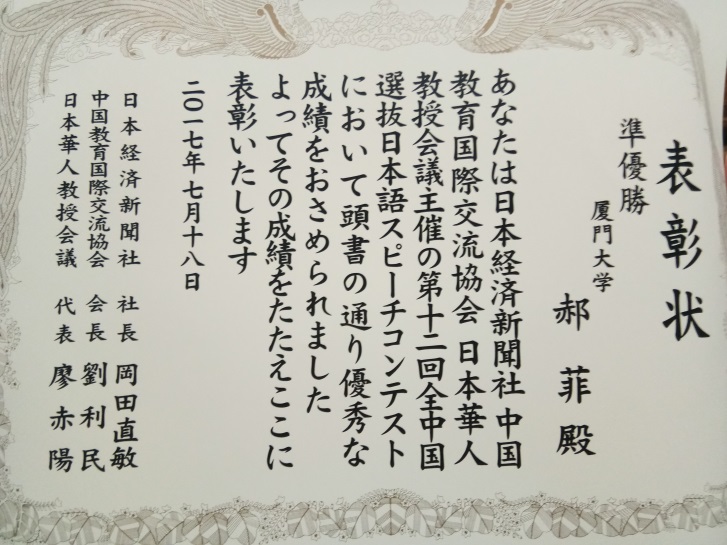 表彰状
準優勝
厦門大学
郝菲殿
あなたは日本経済新聞社 中国
教育国際交流協会 日本華人
教授会議主催の第十二回全中国
選抜日本語スピーチコンテスト
において頭書の通り優秀な
成績をおさめられました
よってその成績をたたえここに
表彰いたします
二〇一七年七月十八日
日本経済新聞社 社長 岡田直敏
中国教育国際交流協会 会長 劉利民
日本華人教授会議 代表 廖赤陽